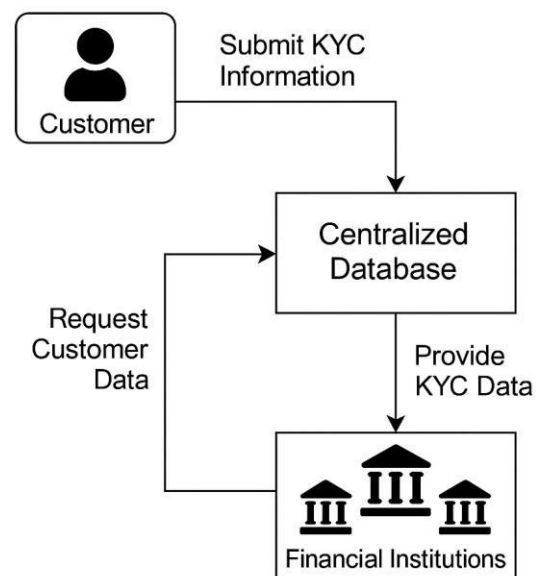 Submit KYC
Information
Customer
Centralized
Database
Request
Customer
Data
Provide
KYC Data
Financial Institutions